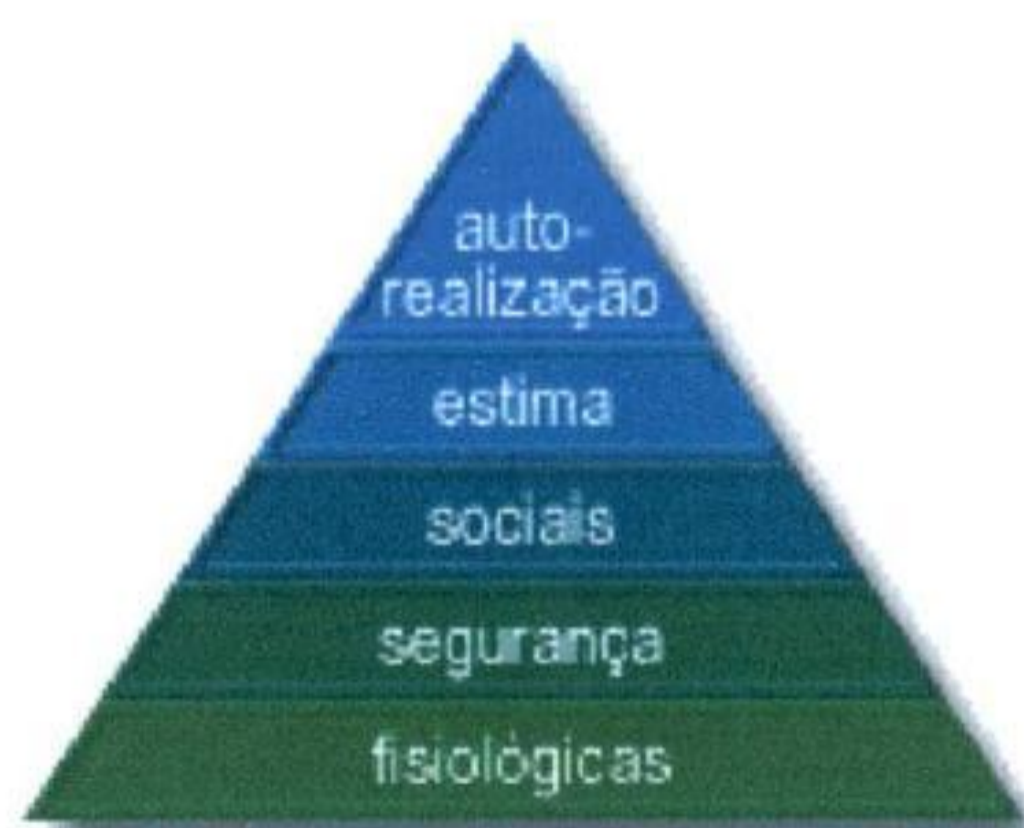 auto-
realização
estima
sociais
segurança
fisiológicas